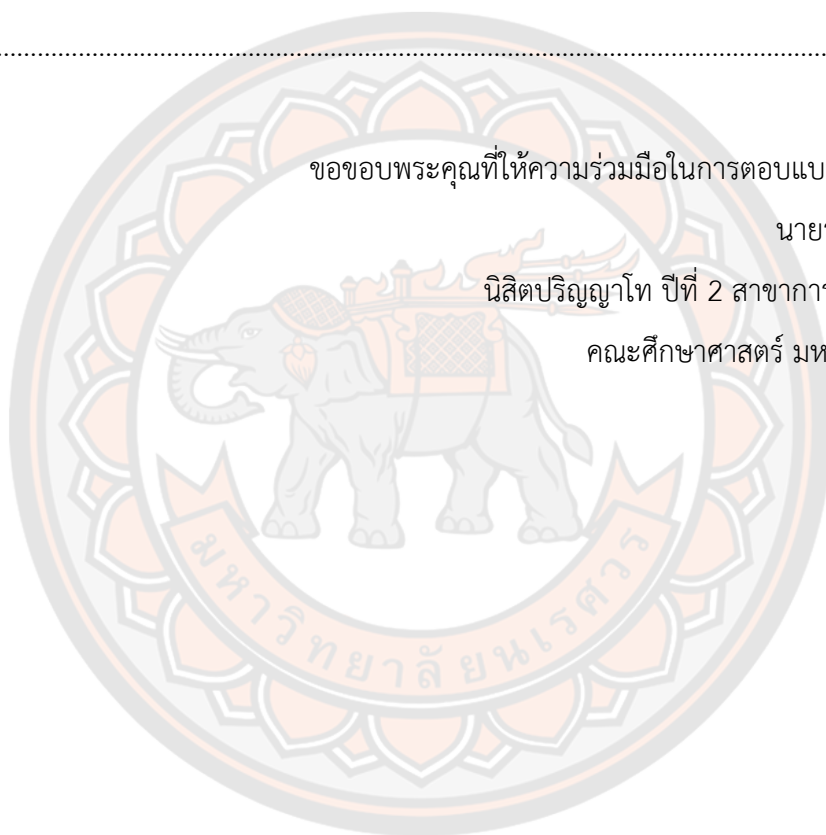 ขอขอบพระคุณที่ให้ความร่วมมือในการตอบแบ
นาย
นิสิตปริญญาโท ปีที่ 2 สาขาการ
คณะศึกษาศาสตร์ มห
มหาวิทยาลัยนเรศวร